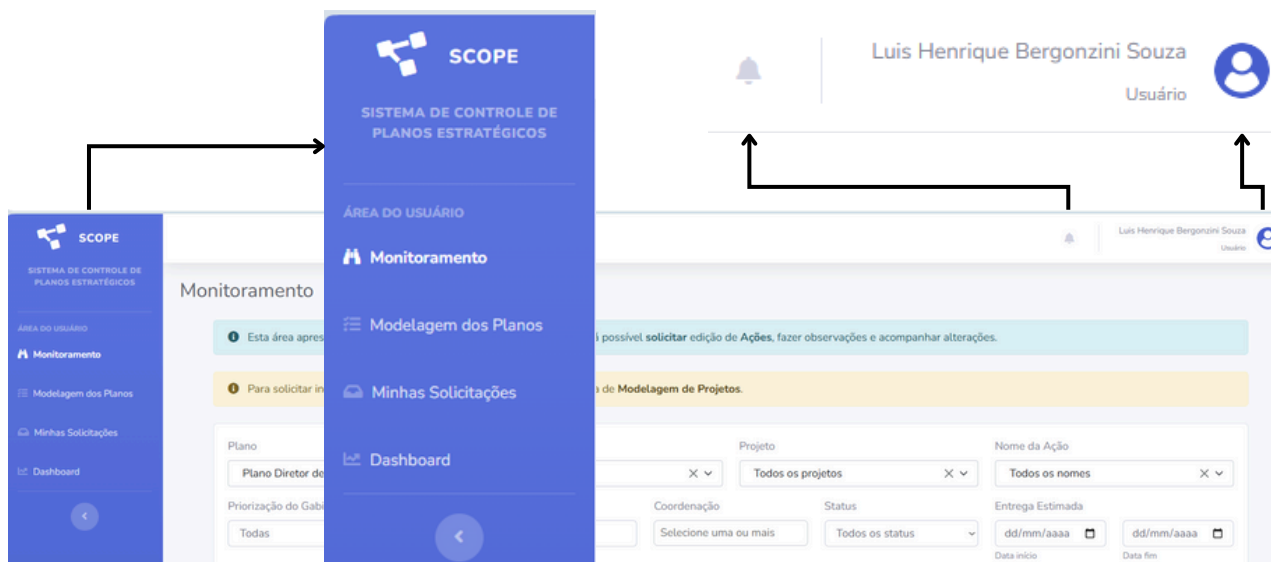 SCOPE
SISTEMA DE CONTROLE DE
PLANOS ESTRATÉGICOS
ÁREA DO USUÁRIO
Monitoramento
Modelagem dos Planos
Minhas Solicitações
Dashboard
Luis Henrique Bergonzini Souza
Usuário
SCOPE
SISTEMA DE CONTROLE DE
PLANOS ESTRATÉGICOS
ÁREA DO USUÁRIO
Monitoramento
Modelagem dos Planos
Minhas Solicitações
Dashboard
Luis Henrique Bergonzini Souza
Usuário
Monitoramento
Esta área
possível solicitar edição de Ações, fazer observações e acompanhar alterações.
Para solicitar
de Modelagem de Projetos.
Plano
Projeto
Nome da Ação
Plano Diretor de
Todos os projetos
Todos os nomes
Priorização do
Coordenação
Status
Entrega Estimada
Todas
Selecione uma ou mais
Todos os status
dd/mm/aaaa
dd/mm/aaaa
Data início
Data fim